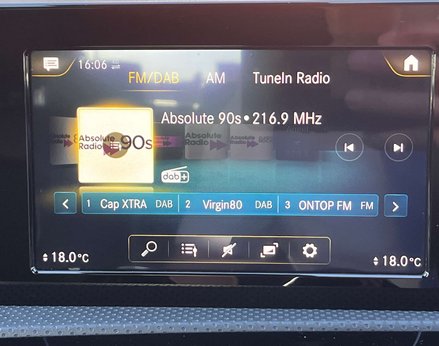 16:06
FM/DAB AM TuneIn Radio
Absolute 90s • 216.9 MHz
Absolute
Radio 90s
dab+
1 Cap XTRA DAB 2 Virgin80 DAB 3 ONTOP FM FM
18.0°C 18.0°C